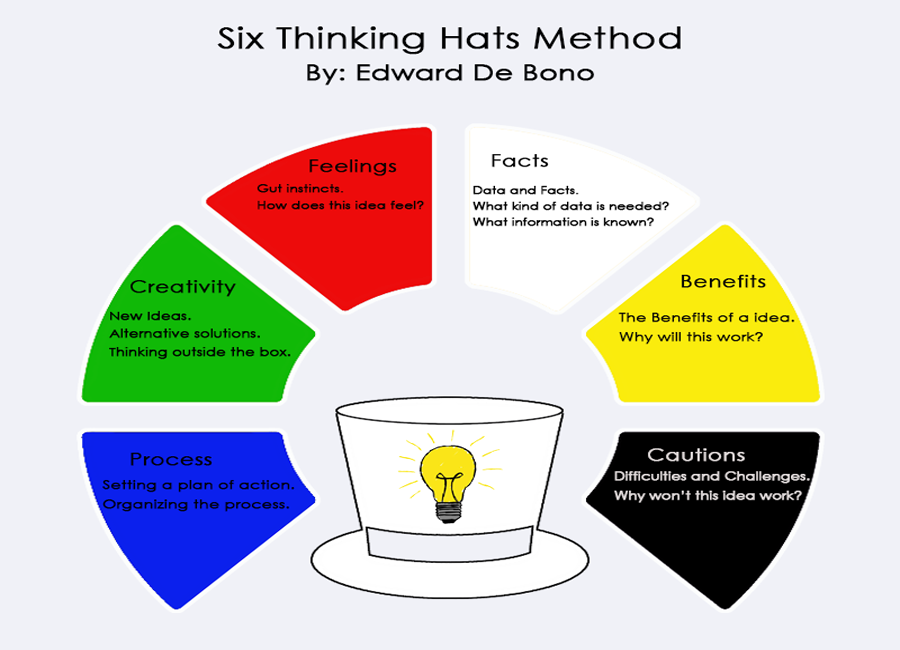 Six Thinking Hats Method
By: Edward De Bono
Feelings
Gut instincts.
How does this idea feel?
Facts
Data and Facts.
What kind of data is needed?
What information is known?
Creativity
New Ideas.
Alternative solutions.
Thinking outside the box.
Benefits
The Benefits of a idea.
Why will this work?
Process
Setting a plan of action.
Organizing the process.
Cautions
Difficulties and Challenges.
Why won't this idea work?